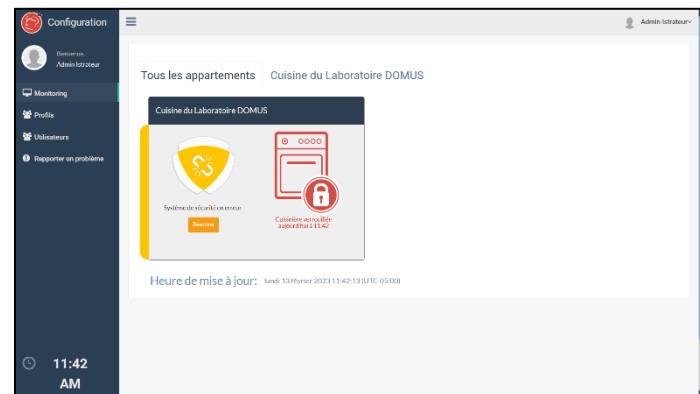 Configuration
Admin Istrateur
Bienvenue,
Admin Istrateur
Monitoring
Profils
Utilisateurs
Rapporter un problème
11:42
AM
Tous les appartements
Cuisine du Laboratoire DOMUS
Cuisine du Laboratoire DOMUS
Système de sécurité en erreur
Réarmer
Cuisinière verrouillée
aujourd'hui à 11:42
Heure de mise à jour: lundi 13 février 2023 11:42:13 (UTC 05:00)